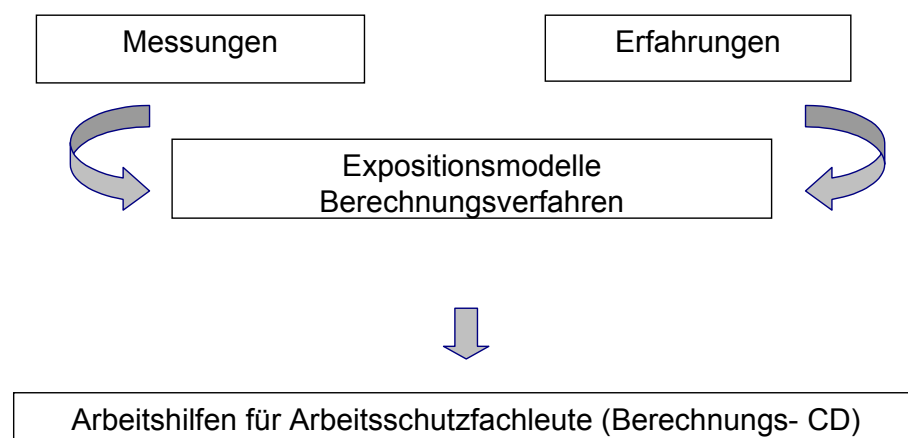 Messungen
Erfahrungen
Expositionsmodelle
Berechnungsverfahren
Arbeitshilfen für Arbeitsschutzfachleute (Berechnungs- CD)